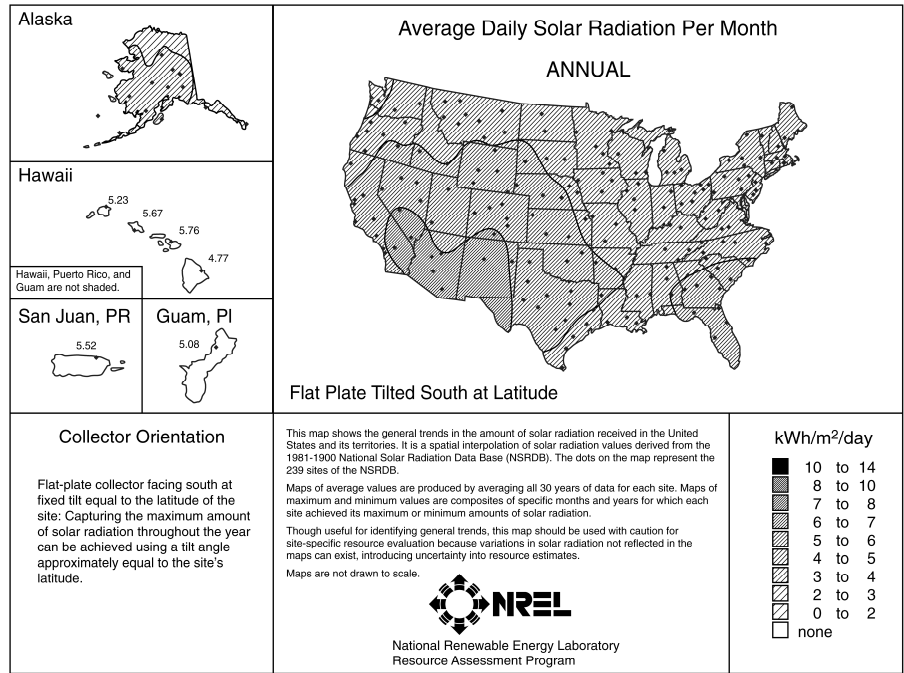 Alaska
Average Daily Solar Radiation Per Month
ANNUAL
Hawaii
5.23
5.67
5.76
4.77
Hawaii, Puerto Rico, and
Guam are not shaded.
San Juan, PR
5.52
Guam, PI
5.08
Flat Plate Tilted South at Latitude
Collector Orientation
Flat-plate collector facing south at
fixed tilt equal to the latitude of the
site: Capturing the maximum amount
of solar radiation throughout the year
can be achieved using a tilt angle
approximately equal to the site's
latitude.
This map shows the general trends in the amount of solar radiation received in the United
States and its territories. It is a spatial interpolation of solar radiation values derived from the
1981-1900 National Solar Radiation Data Base (NSRDB). The dots on the map represent the
239 sites of the NSRDB.
Maps of average values are produced by averaging all 30 years of data for each site. Maps of
maximum and minimum values are composites of specific months and years for which each
site achieved its maximum or minimum amounts of solar radiation.
Though useful for identifying general trends, this map should be used with caution for
site-specific resource evaluation because variations in solar radiation not reflected in the
maps can exist, introducing uncertainty into resource estimates.
Maps are not drawn to scale.
NREL
National Renewable Energy Laboratory
Resource Assessment Program
kWh/m²/day
10 to 14
8 to 10
7 to 8
6 to 7
5 to 6
4 to 5
3 to 4
2 to 3
0 to 2
none